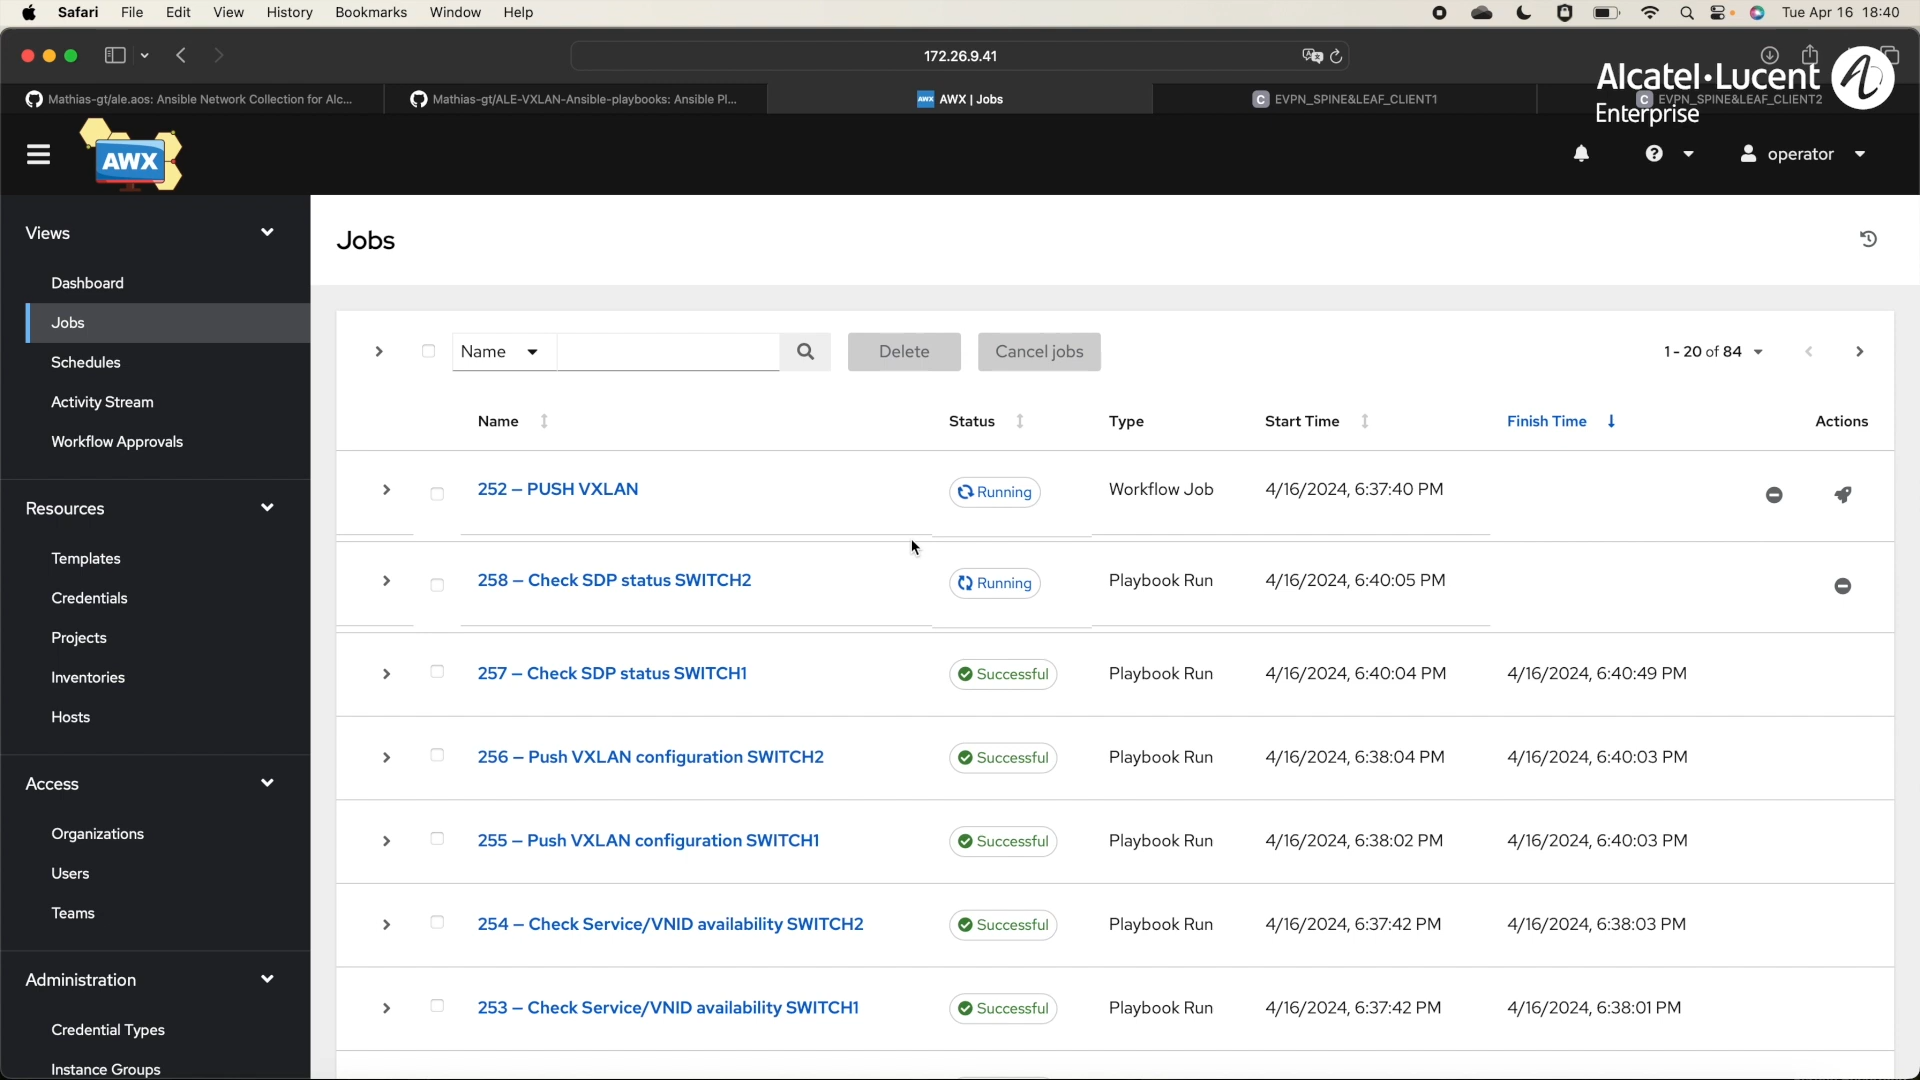 Safari File Edit View History Bookmarks Window Help
Tue Apr 16 18:40
172.26.9.41
Mathias-gt/ale.aos: Ansible Network Collection for Alc...
Mathias-gt/ALE-VXLAN-Ansible-playbooks: Ansible Pl...
AWX AWX | Jobs
C EVPN_SPINE&LEAF_CLIENT1
C EVPN_SPINE&LEAF_CLIENT2
Alcatel·Lucent
Enterprise
AWX
operator
Views
Dashboard
Jobs
Schedules
Activity Stream
Workflow Approvals
Resources
Templates
Credentials
Projects
Inventories
Hosts
Access
Organizations
Users
Teams
Administration
Credential Types
Instance Groups
Jobs
Name Delete Cancel jobs 1 - 20 of 84
Name Status Type Start Time Finish Time Actions
252 – PUSH VXLAN Running Workflow Job 4/16/2024, 6:37:40 PM
258 – Check SDP status SWITCH2 Running Playbook Run 4/16/2024, 6:40:05 PM
257 – Check SDP status SWITCH1 Successful Playbook Run 4/16/2024, 6:40:04 PM 4/16/2024, 6:40:49 PM
256 – Push VXLAN configuration SWITCH2 Successful Playbook Run 4/16/2024, 6:38:04 PM 4/16/2024, 6:40:03 PM
255 – Push VXLAN configuration SWITCH1 Successful Playbook Run 4/16/2024, 6:38:02 PM 4/16/2024, 6:40:03 PM
254 – Check Service/VNID availability SWITCH2 Successful Playbook Run 4/16/2024, 6:37:42 PM 4/16/2024, 6:38:03 PM
253 – Check Service/VNID availability SWITCH1 Successful Playbook Run 4/16/2024, 6:37:42 PM 4/16/2024, 6:38:01 PM